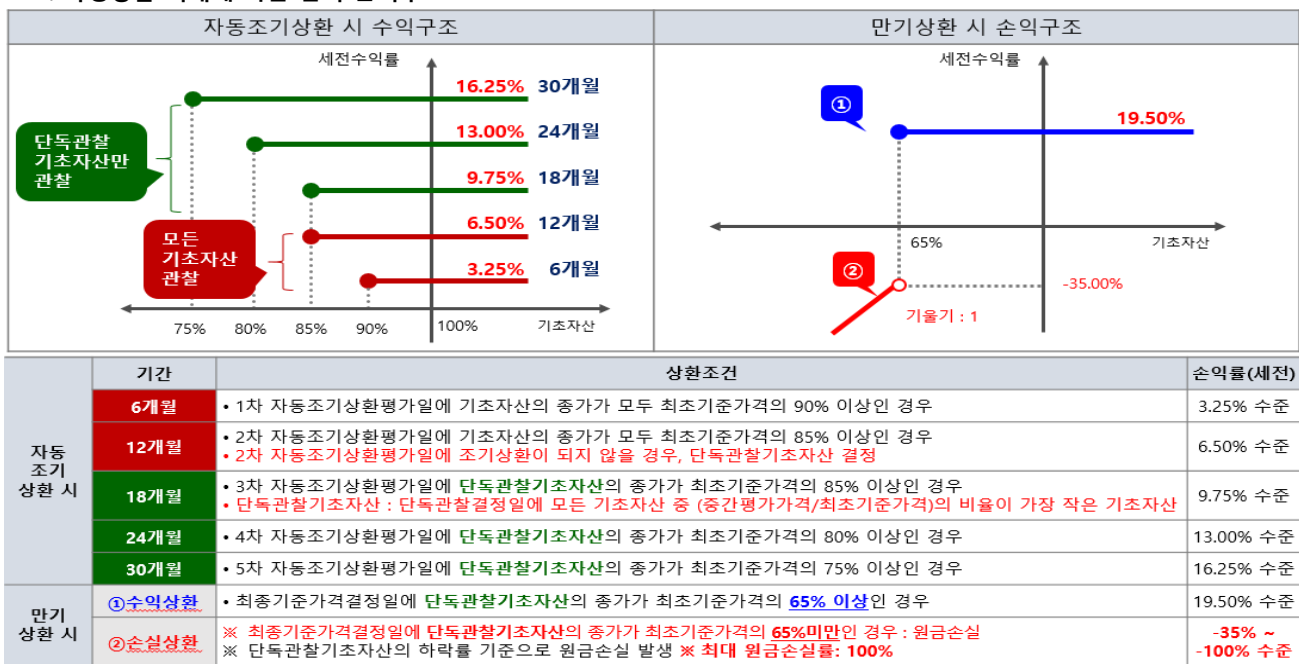 자동조기상환 시 수익구조
만기상환 시 손익구조
세전수익률
16.25% 30개월
13.00% 24개월
9.75% 18개월
6.50% 12개월
3.25% 6개월
단독관찰
기초자산만
관찰
모든
기초자산
관찰
75% 80% 85% 90% 100% 기초자산
세전수익률
①
19.50%
65%
기초자산
②
-35.00%
기울기 : 1
기간 상환조건 손익률(세전)
자동
조기
상환 시
6개월 • 1차 자동조기상환평가일에 기초자산의 종가가 모두 최초기준가격의 90% 이상인 경우 3.25% 수준
12개월 • 2차 자동조기상환평가일에 기초자산의 종가가 모두 최초기준가격의 85% 이상인 경우 6.50% 수준
• 2차 자동조기상환평가일에 조기상환이 되지 않을 경우, 단독관찰기초자산 결정
18개월 • 3차 자동조기상환평가일에 단독관찰기초자산의 종가가 최초기준가격의 85% 이상인 경우 9.75% 수준
• 단독관찰기초자산 : 단독관찰결정일에 모든 기초자산 중 (중간평가가격/최초기준가격)의 비율이 가장 작은 기초자산
24개월 • 4차 자동조기상환평가일에 단독관찰기초자산의 종가가 최초기준가격의 80% 이상인 경우 13.00% 수준
30개월 • 5차 자동조기상환평가일에 단독관찰기초자산의 종가가 최초기준가격의 75% 이상인 경우 16.25% 수준
만기
상환 시
①수익상환 • 최종기준가격결정일에 단독관찰기초자산의 종가가 최초기준가격의 65% 이상인 경우 19.50% 수준
②손실상환 ※ 최종기준가격결정일에 단독관찰기초자산의 종가가 최초기준가격의 65%미만인 경우 : 원금손실 -35% ~
※ 단독관찰기초자산의 하락률 기준으로 원금손실 발생 ※ 최대 원금손실률: 100% -100% 수준